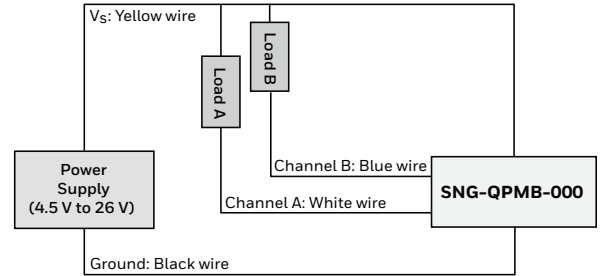 VS: Yellow wire
Load B
Load A
Channel B: Blue wire
Power
Supply
(4.5 V to 26 V)
SNG-QPMB-000
Channel A: White wire
Ground: Black wire